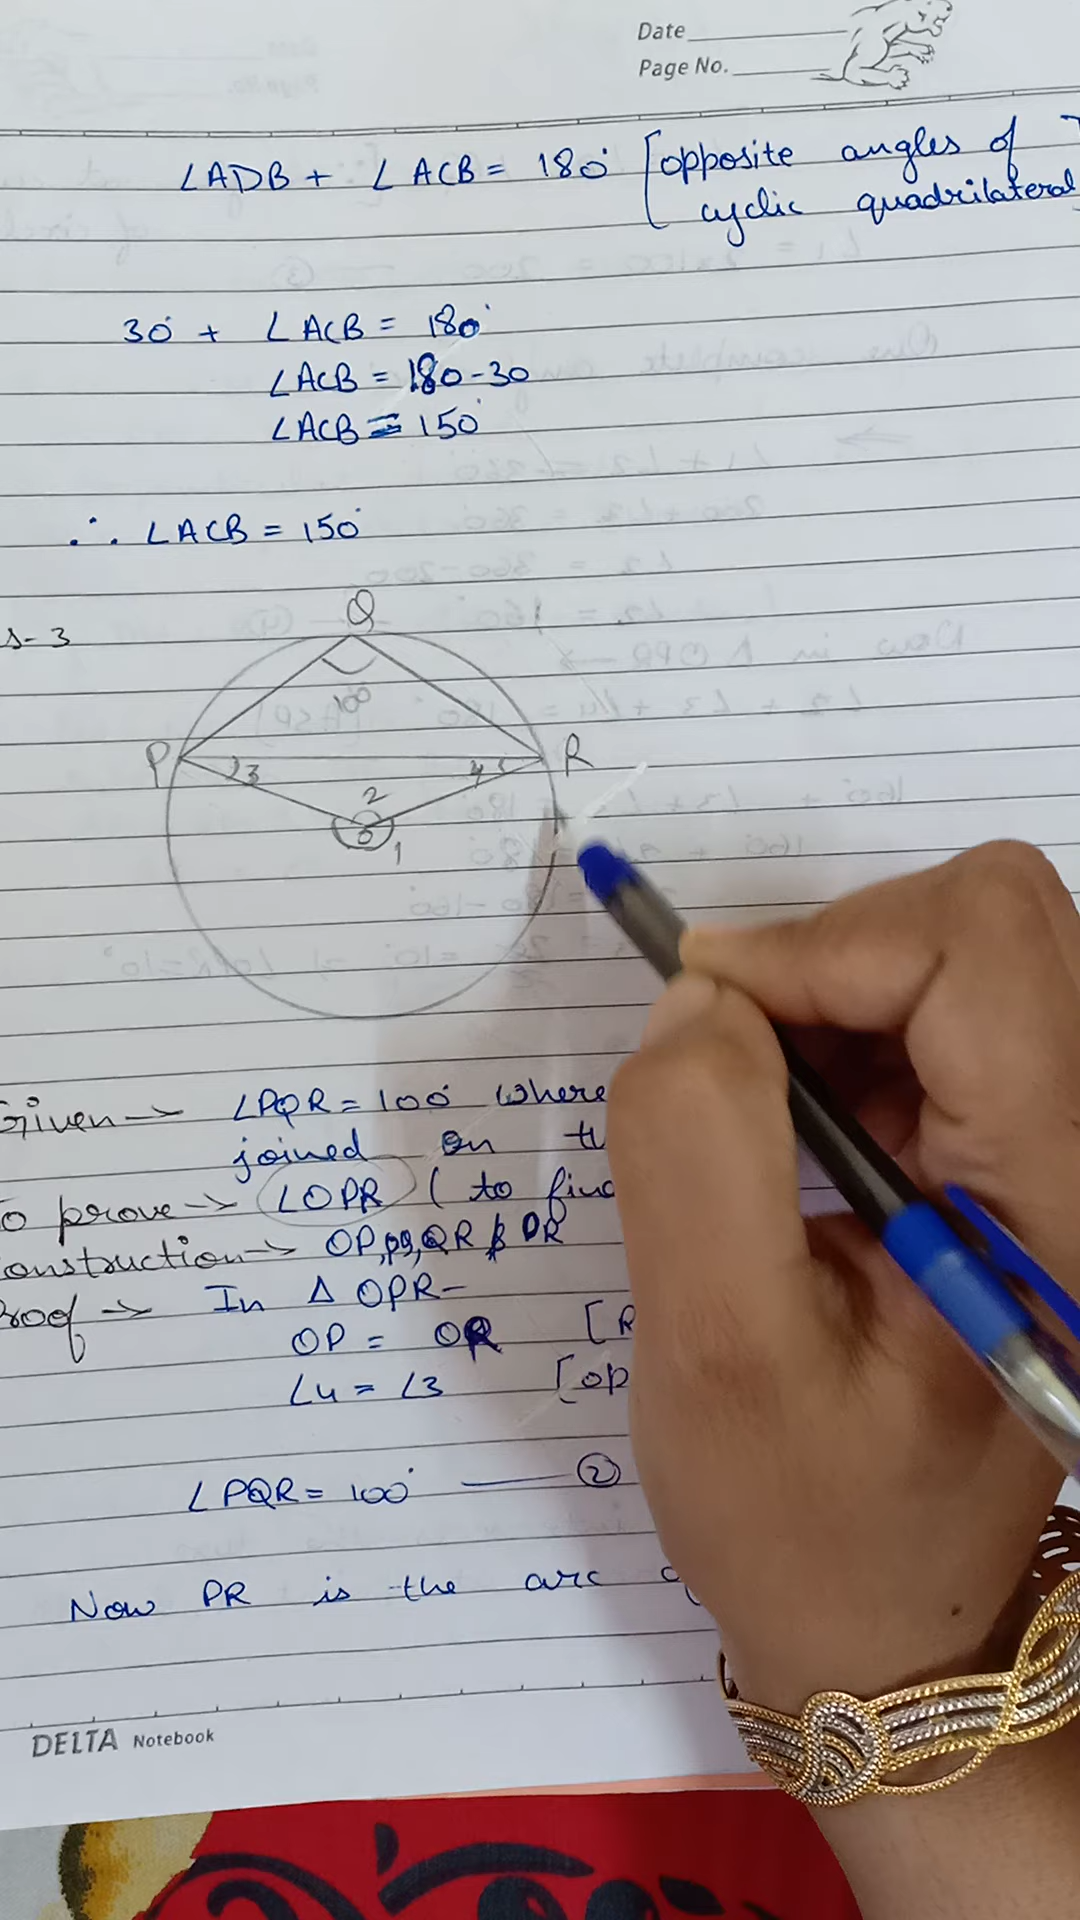 Date
Page No.
∠ADB + ∠ACB = 180° [opposite angles of
cyclic quadrilateral
30° + ∠ACB = 180°
∠ACB = 180-30
∠ACB = 150°
∴ ∠ACB = 150°
s-3
Q
100°
P
R
3
4
2
O
1
Given → ∠PQR = 100° where
joined on
To prove → ∠OPR (to find
onstruction → OP, PQ, QR & OR
roof → In Δ OPR-
OP = OR [R
∠4 = ∠3 [op
∠PQR = 100° — ②
Now PR is the arc
DELTA Notebook